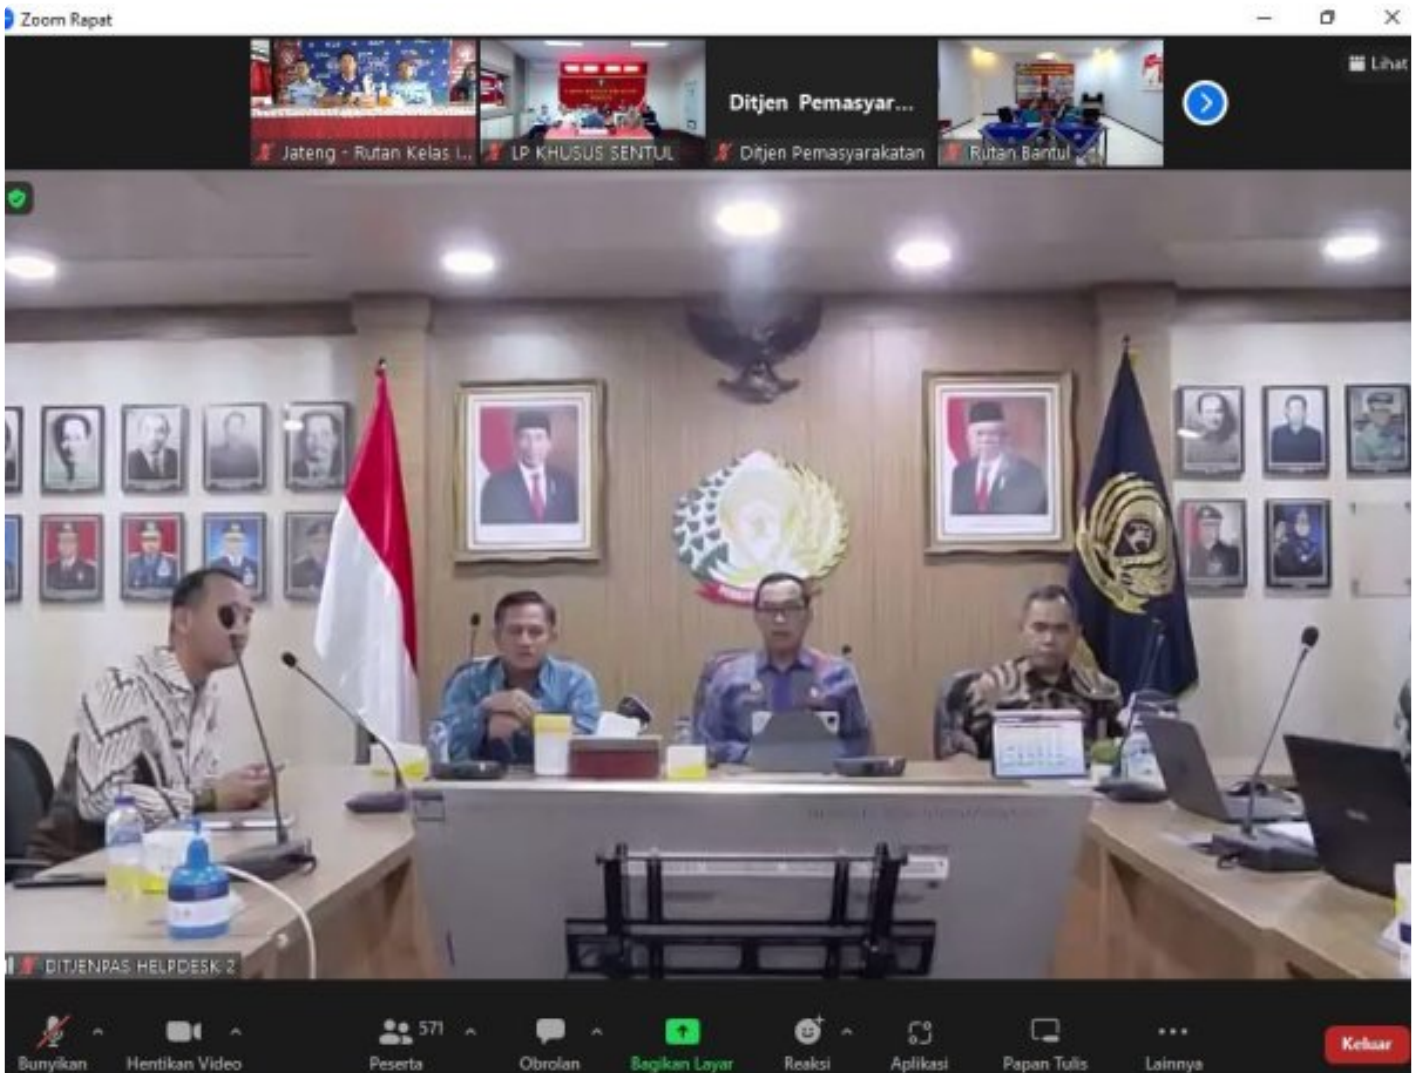 Zoom Rapat
Lihat
Ditjen Pemasyar...
Jateng - Rutan Kelas I...
LP KHUSUS SENTUL
Ditjen Pemasyarakatan
Rutan Bantul
DITJENPAS HELPDESK 2
571
Bunyikan
Hentikan Video
Peserta
Obrolan
Bagikan Layar
Reaksi
Aplikasi
Papan Tulis
Lainnya
Keluar